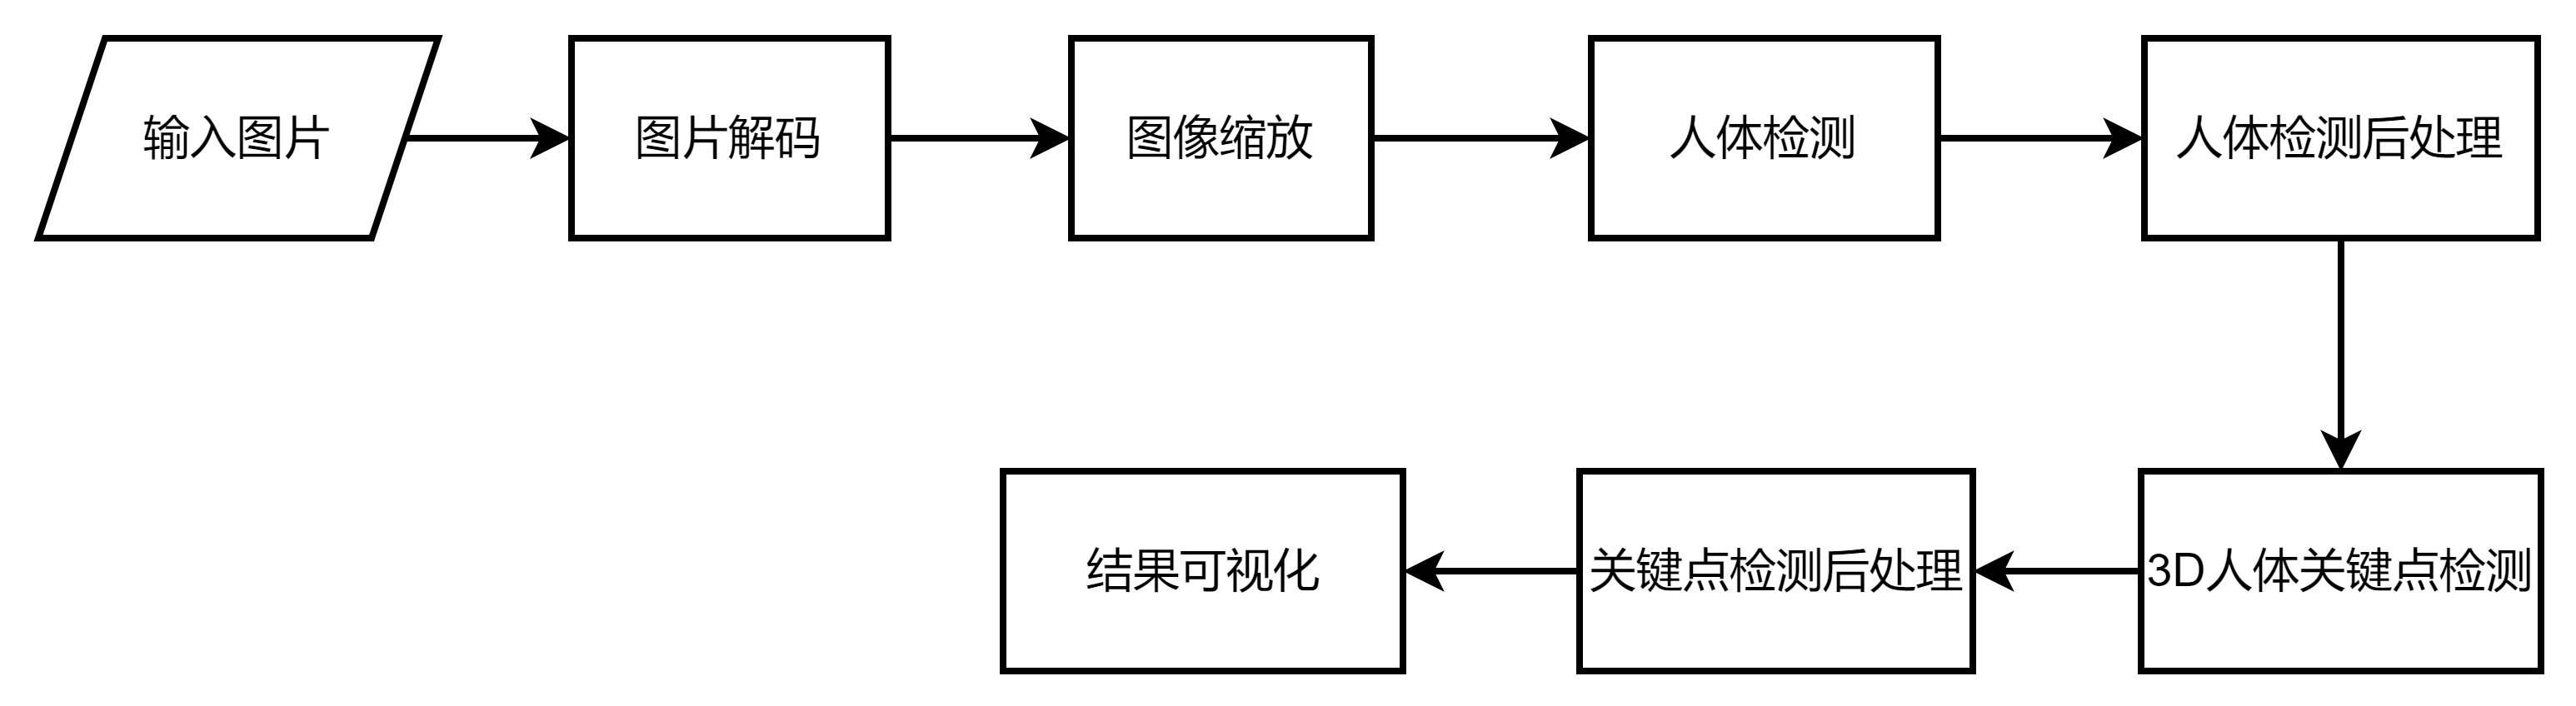 输入图片
图片解码
图像缩放
人体检测
人体检测后处理
3D人体关键点检测
关键点检测后处理
结果可视化